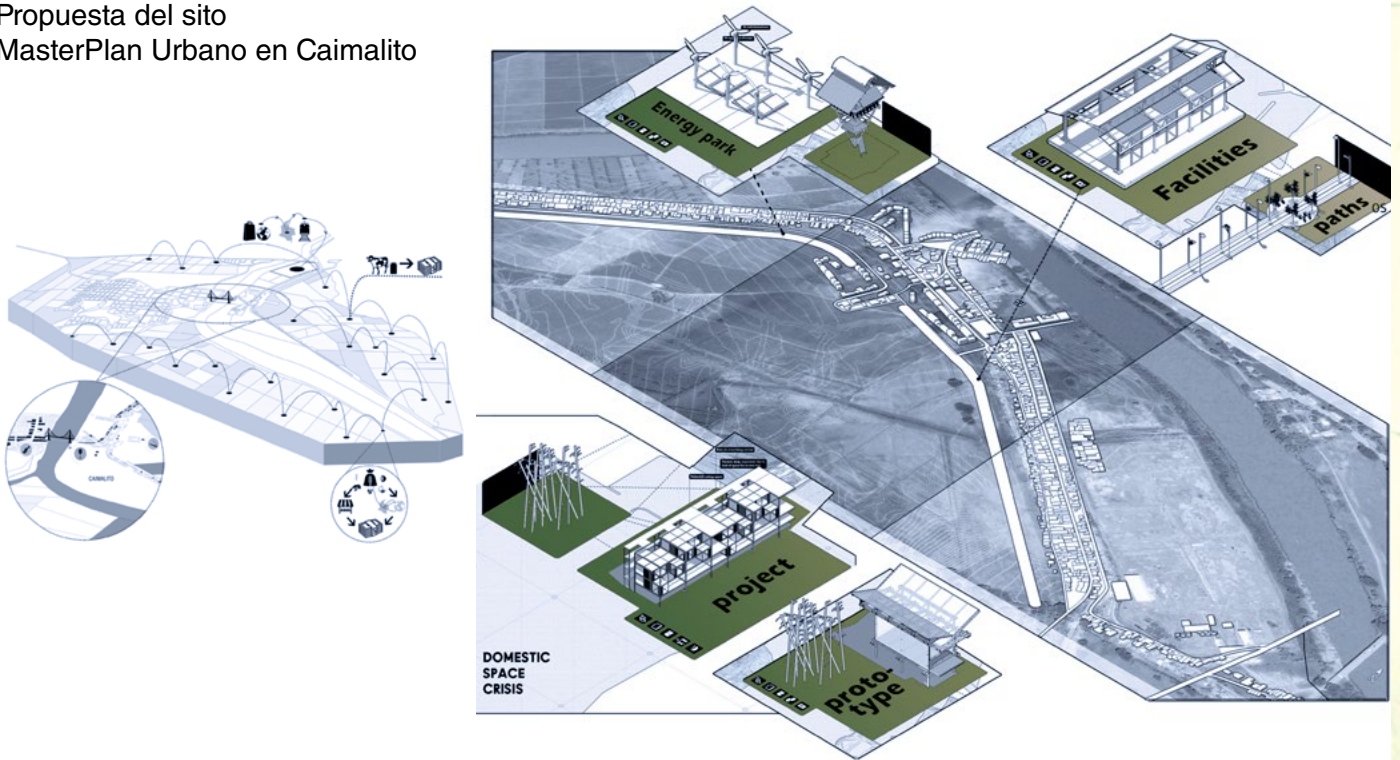 Propuesta del sito
MasterPlan Urbano en Caimalito
Energy park
Facilities
paths
05.
CAIMALITO
project
proto-
type
DOMESTIC
SPACE
CRISIS